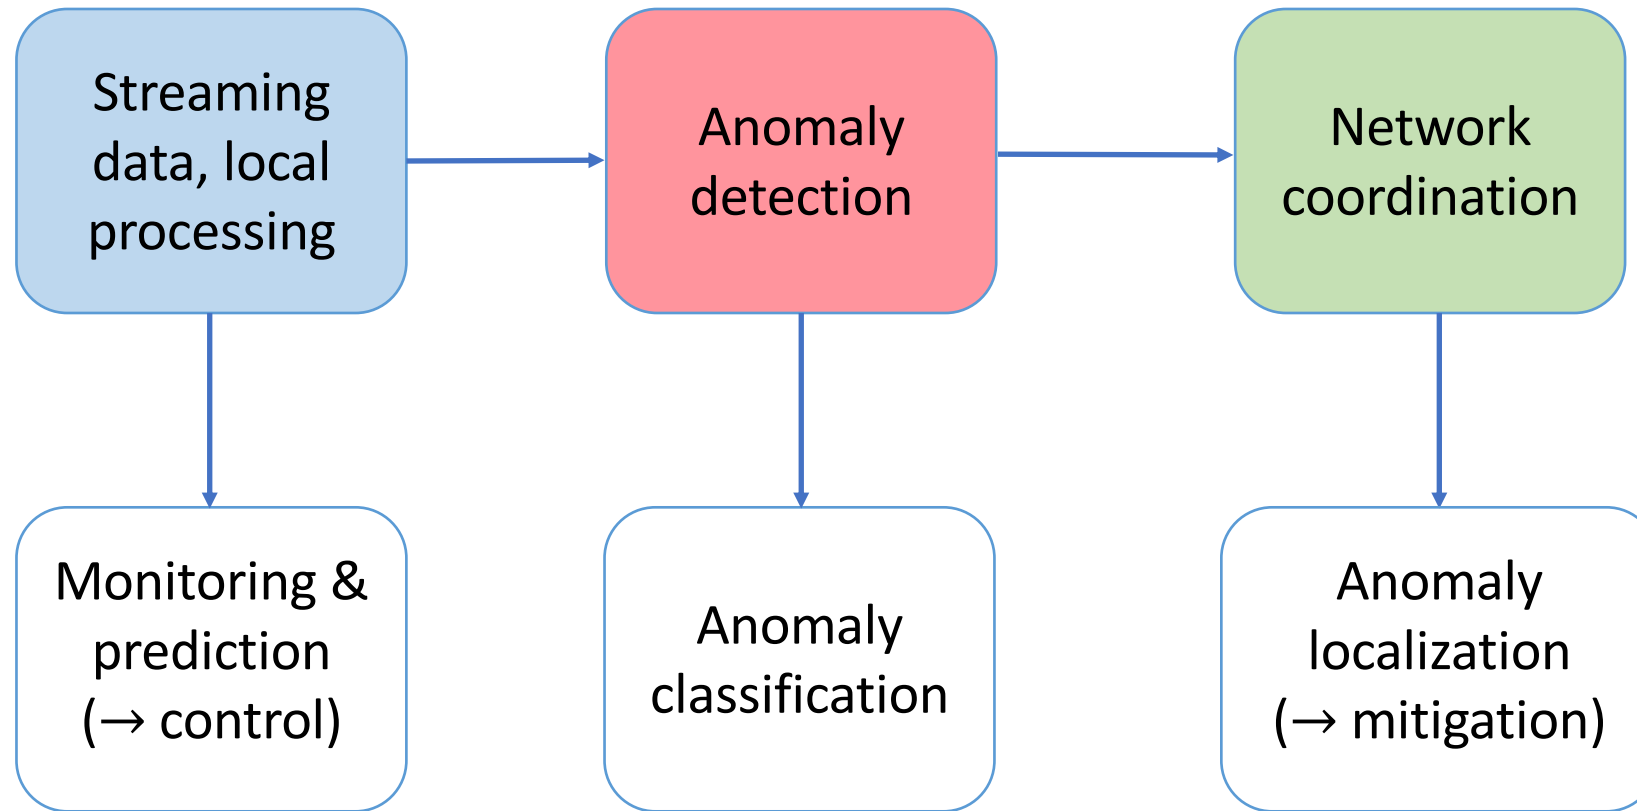 Streaming
data, local
processing
Anomaly
detection
Network
coordination
Monitoring &
prediction
(→ control)
Anomaly
classification
Anomaly
localization
(→ mitigation)